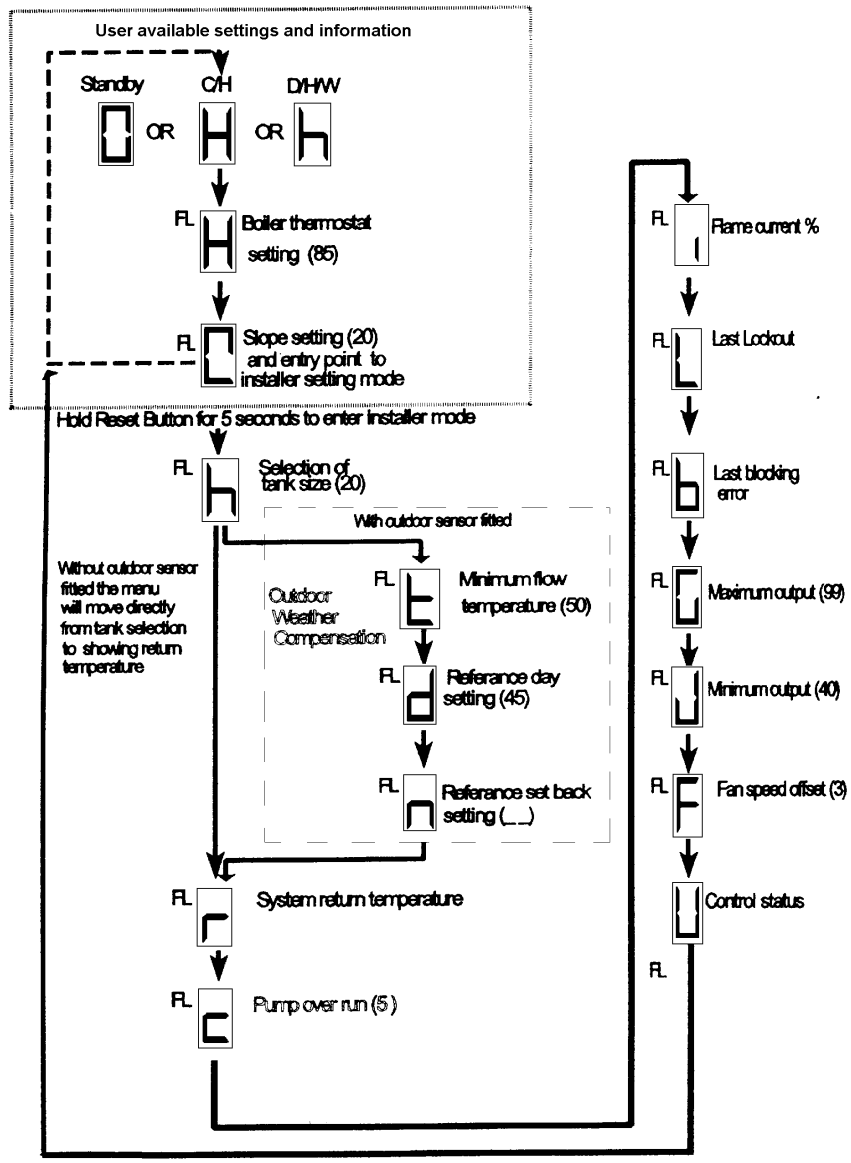 User available settings and information
Standby
C/H
D/H/W
0 OR H OR h
FL H Boiler thermostat
setting (85)
FL C Slope setting (20)
and entry point to
installer setting mode
Hold Reset Button for 5 seconds to enter installer mode
FL h Selection of
tank size (20)
With outdoor sensor fitted
Without outdoor sensor
fitted the menu
will move directly
from tank selection
to showing return
temperature
Outdoor
Weather
Compensation
FL t Minimum flow
temperature (50)
FL d Referance day
setting (45)
FL n Referance set back
setting (_ _)
FL r System return temperature
FL c Pump over run (5 )
FL ı Flame current %
FL L Last Lockout
FL b Last blocking
error
FL G Maximum output (99)
FL J Minimum output (40)
FL F Fan speed offset (3)
U Control status
FL